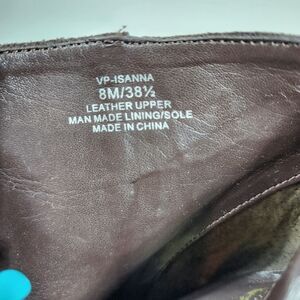 VP-ISANNA
8M/38½
LEATHER UPPER
MAN MADE LINING/SOLE
MADE IN CHINA